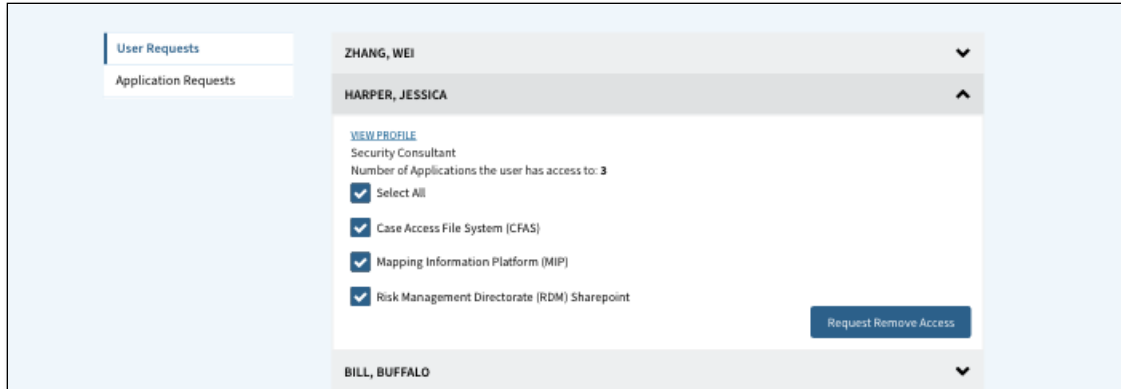 User Requests
Application Requests
ZHANG, WEI
HARPER, JESSICA
VIEW PROFILE
Security Consultant
Number of Applications the user has access to: 3
Select All
Case Access File System (CFAS)
Mapping Information Platform (MIP)
Risk Management Directorate (RDM) Sharepoint
Request Remove Access
BILL, BUFFALO